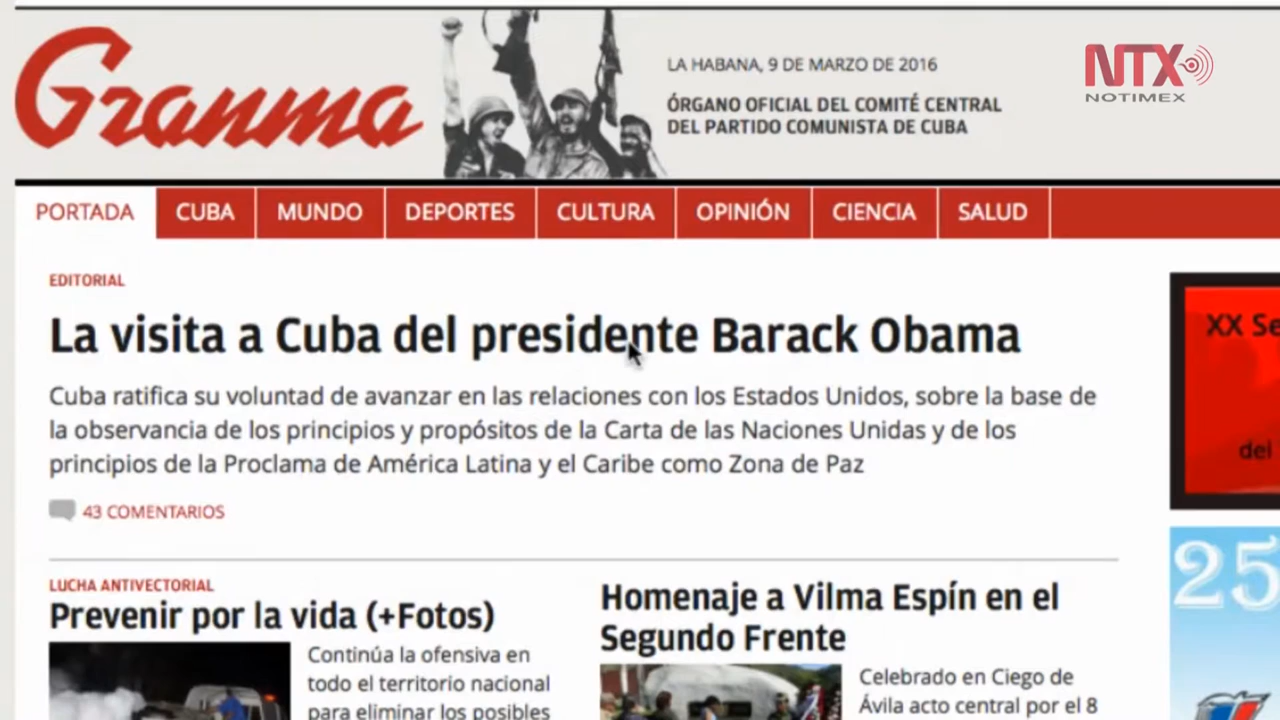 Granma
LA HABANA, 9 DE MARZO DE 2016
ÓRGANO OFICIAL DEL COMITÉ CENTRAL
DEL PARTIDO COMUNISTA DE CUBA
NTX
NOTIMEX
PORTADA CUBA MUNDO DEPORTES CULTURA OPINIÓN CIENCIA SALUD
EDITORIAL
La visita a Cuba del presidente Barack Obama
Cuba ratifica su voluntad de avanzar en las relaciones con los Estados Unidos, sobre la base de
la observancia de los principios y propósitos de la Carta de las Naciones Unidas y de los
principios de la Proclama de América Latina y el Caribe como Zona de Paz
43 COMENTARIOS
XX Se
del
25
LUCHA ANTIVECTORIAL
Prevenir por la vida (+Fotos)
Continúa la ofensiva en
todo el territorio nacional
para eliminar los posibles
Homenaje a Vilma Espín en el
Segundo Frente
Celebrado en Ciego de
Ávila acto central por el 8